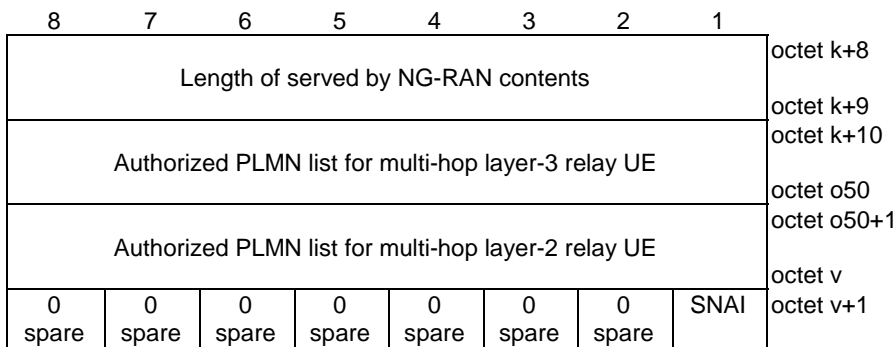 8 7 6 5 4 3 2 1
octet k+8
Length of served by NG-RAN contents
octet k+9
octet k+10
Authorized PLMN list for multi-hop layer-3 relay UE
octet o50
octet o50+1
Authorized PLMN list for multi-hop layer-2 relay UE
octet v
0 0 0 0 0 0 0 SNAI octet v+1
spare spare spare spare spare spare spare